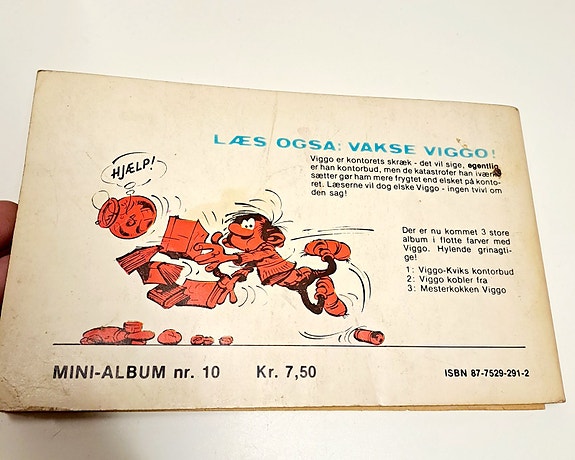 LÆS OGSA: VAKSE VIGGO!
Viggo er kontorets skræk - det vil sige, egentlig
er han kontorbud, men de katastrofer han iværk
sætter gør ham mere frygtet end elsket på konto-
ret. Læserne vil dog elske Viggo - ingen tvivl om
den sag!
HJÆLP!
Der er nu kommet 3 store
album i flotte farver med
Viggo. Hylende grinagti-
ge!
1: Viggo-Kviks kontorbud
2: Viggo kobler fra
3: Mesterkokken Viggo
MINI-ALBUM nr. 10 Kr. 7,50 ISBN 87-7529-291-2